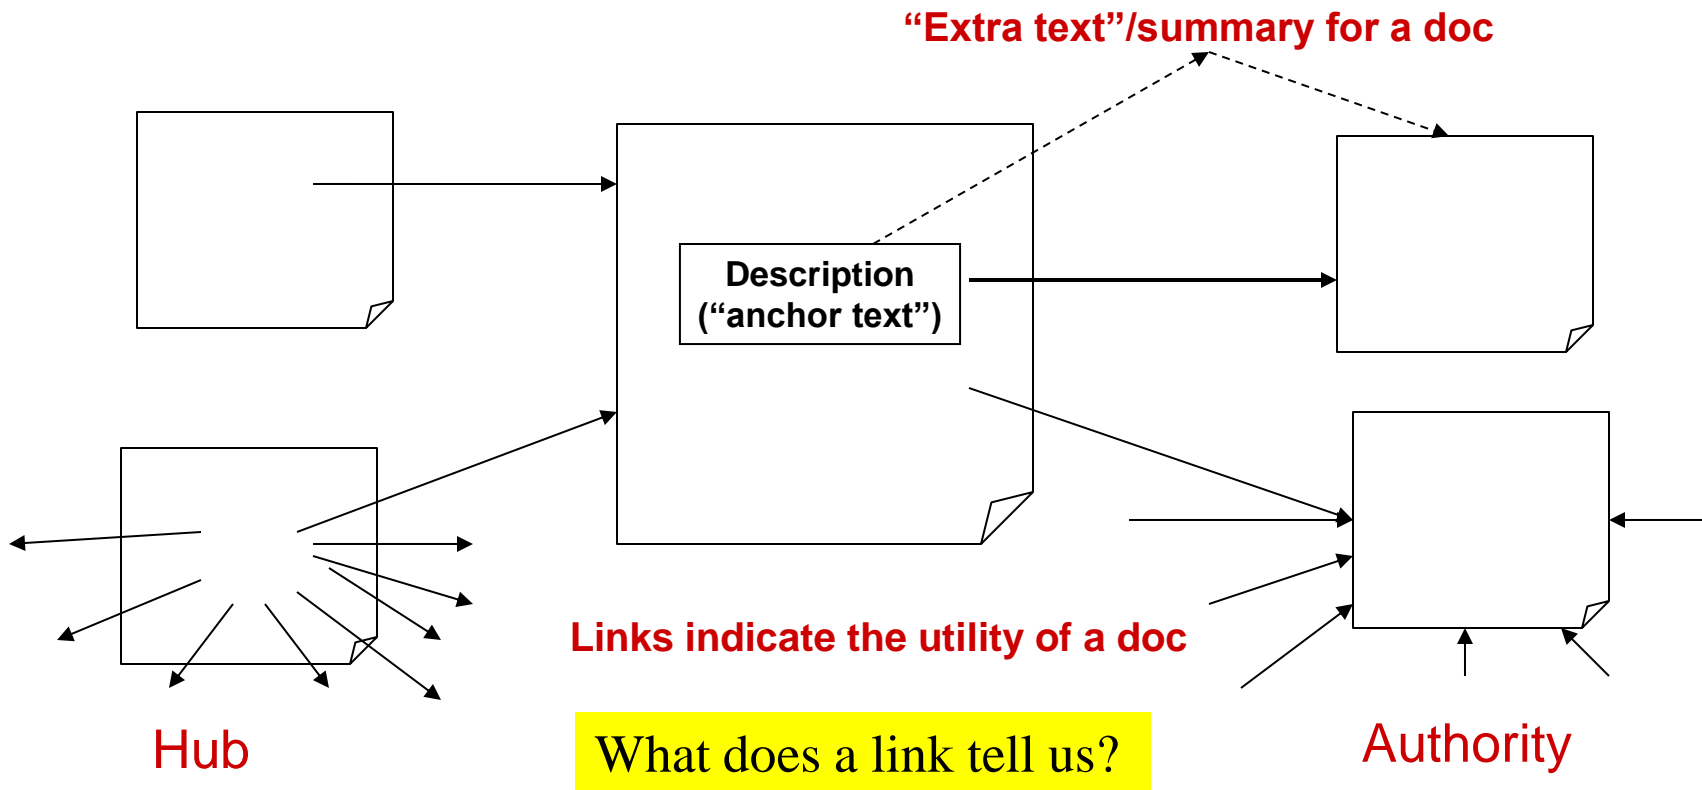 “Extra text”/summary for a doc
Description
(“anchor text”)
Links indicate the utility of a doc
Hub
What does a link tell us?
Authority